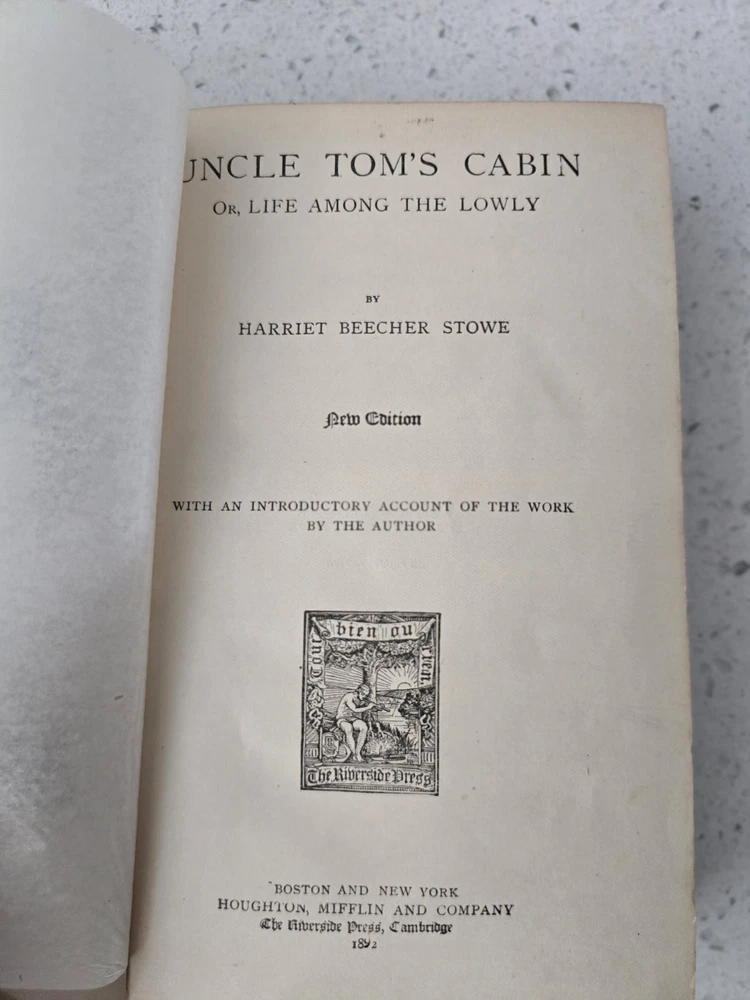 UNCLE TOM'S CABIN
OR, LIFE AMONG THE LOWLY
BY
HARRIET BEECHER STOWE
New Edition
WITH AN INTRODUCTORY ACCOUNT OF THE WORK
BY THE AUTHOR
Tout bien ou rien.
The Riverside Press
BOSTON AND NEW YORK
HOUGHTON, MIFFLIN AND COMPANY
The Riverside Press, Cambridge
1892